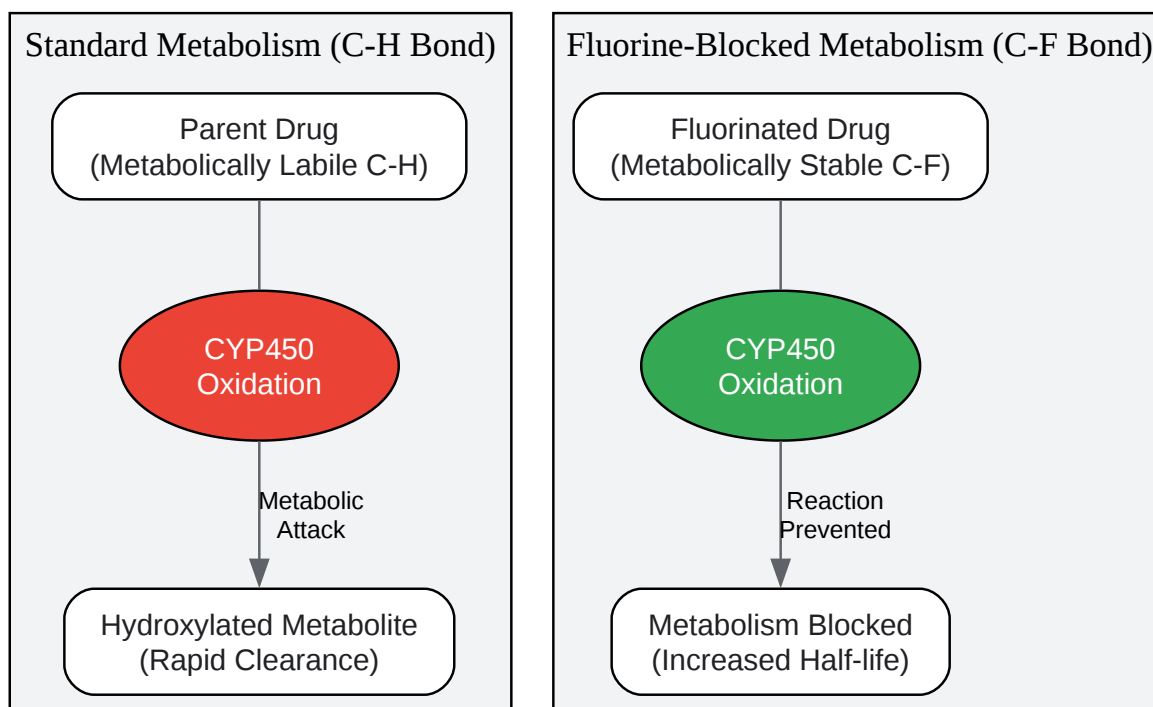 Standard Metabolism (C-H Bond)
Parent Drug
(Metabolically Labile C-H)
CYP450
Oxidation
Metabolic
Attack
Hydroxylated Metabolite
(Rapid Clearance)
Fluorine-Blocked Metabolism (C-F Bond)
Fluorinated Drug
(Metabolically Stable C-F)
CYP450
Oxidation
Reaction
Prevented
Metabolism Blocked
(Increased Half-life)